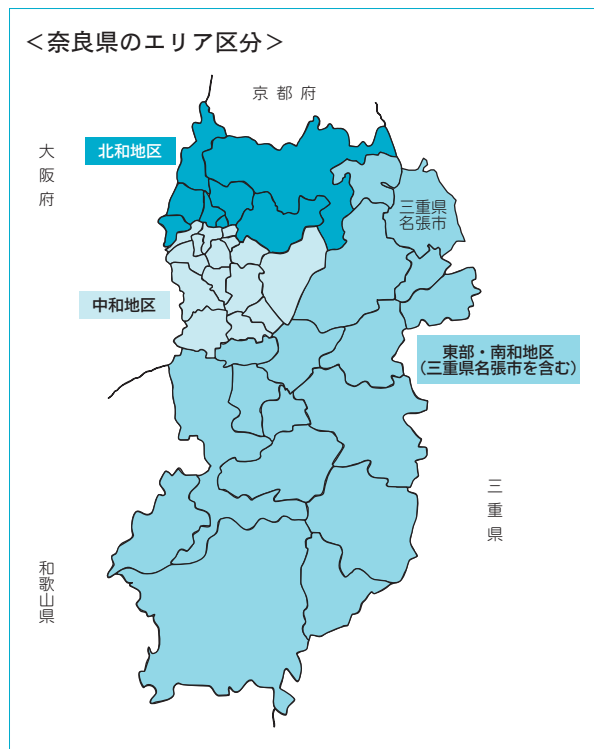 ＜奈良県のエリア区分＞
京都府
大阪府
北和地区
三重県
名張市
中和地区
東部・南和地区
（三重県名張市を含む）
三重県
和歌山県